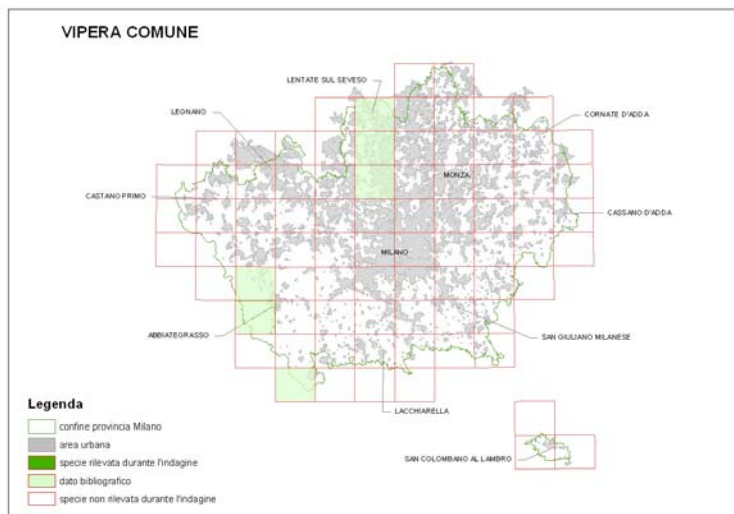 VIPERA COMUNE
LENTATE SUL SEVESO
LEGNANO
CORNATE D'ADDA
MONZA
CASTANO PRIMO
CASSANO D'ADDA
MILANO
ABBIATEGRASSO
SAN GIULIANO MILANESE
LACCHIARELLA
SAN COLOMBANO AL LAMBRO
Legenda
confine provincia Milano
area urbana
specie rilevata durante l'indagine
dato bibliografico
specie non rilevata durante l'indagine